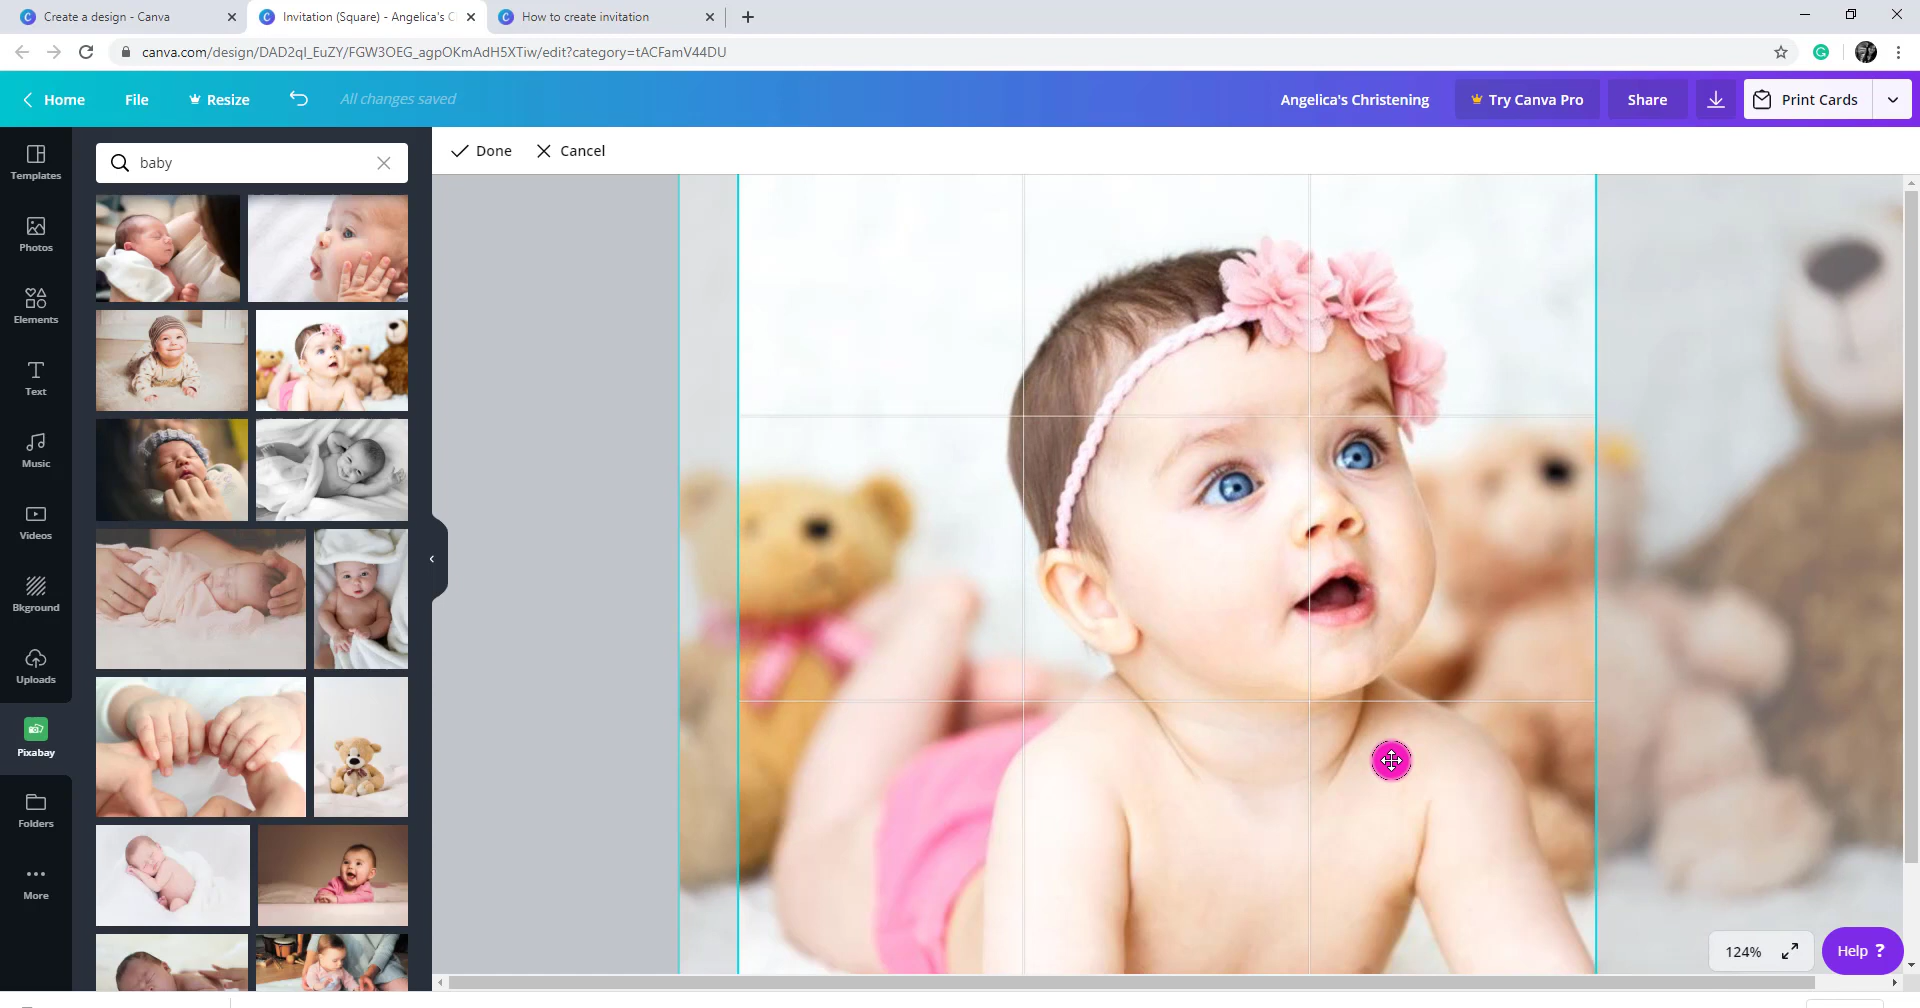 Create a design - Canva
Invitation (Square) - Angelica's C
How to create invitation
canva.com/design/DAD2qI_EuZY/FGW3OEG_agpOKmAdH5XTiw/edit?category=tACFamV44DU
Home
File
Resize
All changes saved
Angelica's Christening
Try Canva Pro
Share
Print Cards
Templates
Photos
Elements
Text
Music
Videos
Bkground
Uploads
Pixabay
Folders
More
baby
Done
Cancel
124%
Help ?